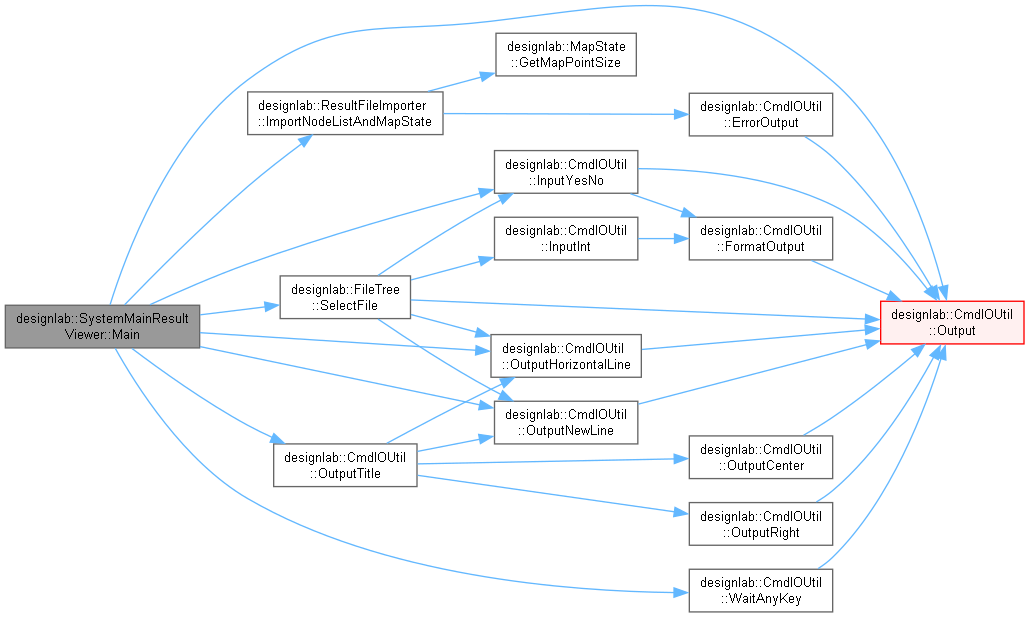 designlab::MapState
::GetMapPointSize
designlab::ResultFileImporter
::ImportNodeListAndMapState
designlab::CmdIOUtil
::ErrorOutput
designlab::CmdIOUtil
::InputYesNo
designlab::CmdIOUtil
::InputInt
designlab::CmdIOUtil
::FormatOutput
designlab::FileTree
::SelectFile
designlab::SystemMainResult
Viewer::Main
designlab::CmdIOUtil
::Output
designlab::CmdIOUtil
::OutputHorizontalLine
designlab::CmdIOUtil
::OutputNewLine
designlab::CmdIOUtil
::OutputTitle
designlab::CmdIOUtil
::OutputCenter
designlab::CmdIOUtil
::OutputRight
designlab::CmdIOUtil
::WaitAnyKey